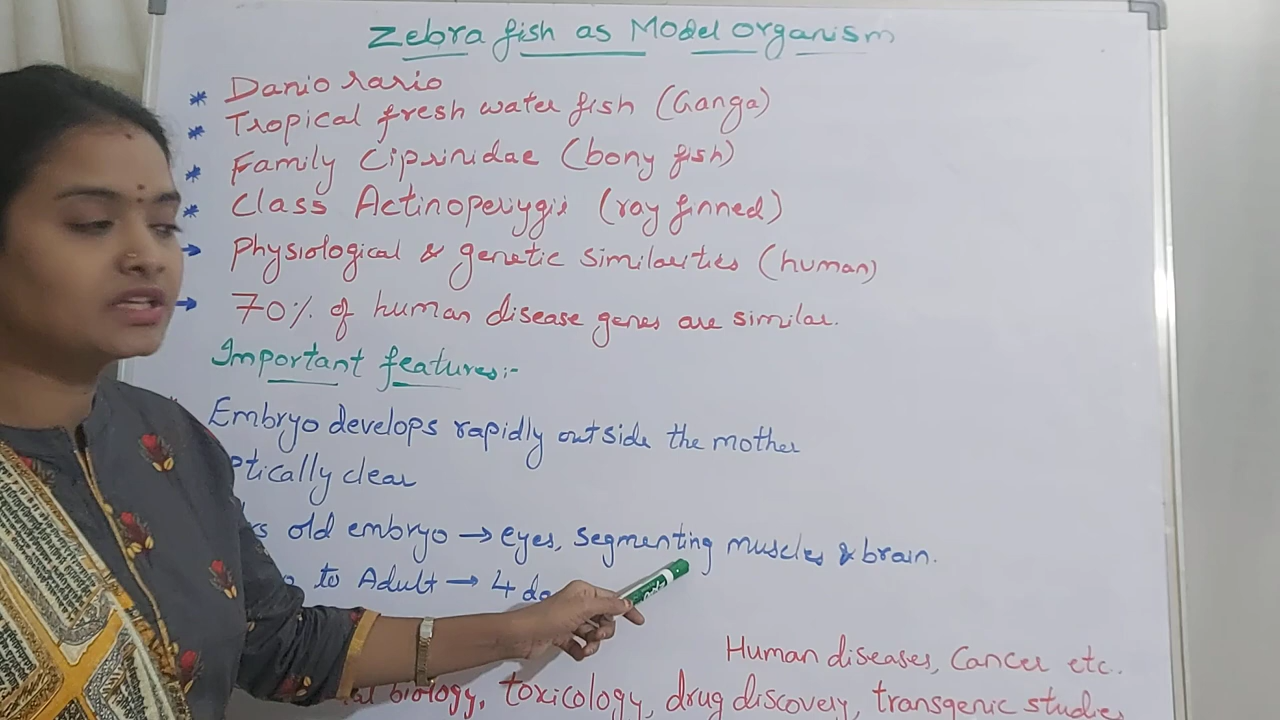 Zebra fish as Model organism
* Danio rario
* Tropical fresh water fish (Ganga)
* Family Ciprinidae (bony fish)
* Class Actinoperiygii (ray finned)
→ Physiological & genetic similarities (human)
→ 70% of human disease genes are similar.
Important features:-
Embryo develops rapidly outside the mother
ptically clear
old embryo → eyes, segmenting muscles & brain.
to Adult → 4 da
Human diseases, Cancer etc.
biology, toxicology, drug discovery, transgenic studies